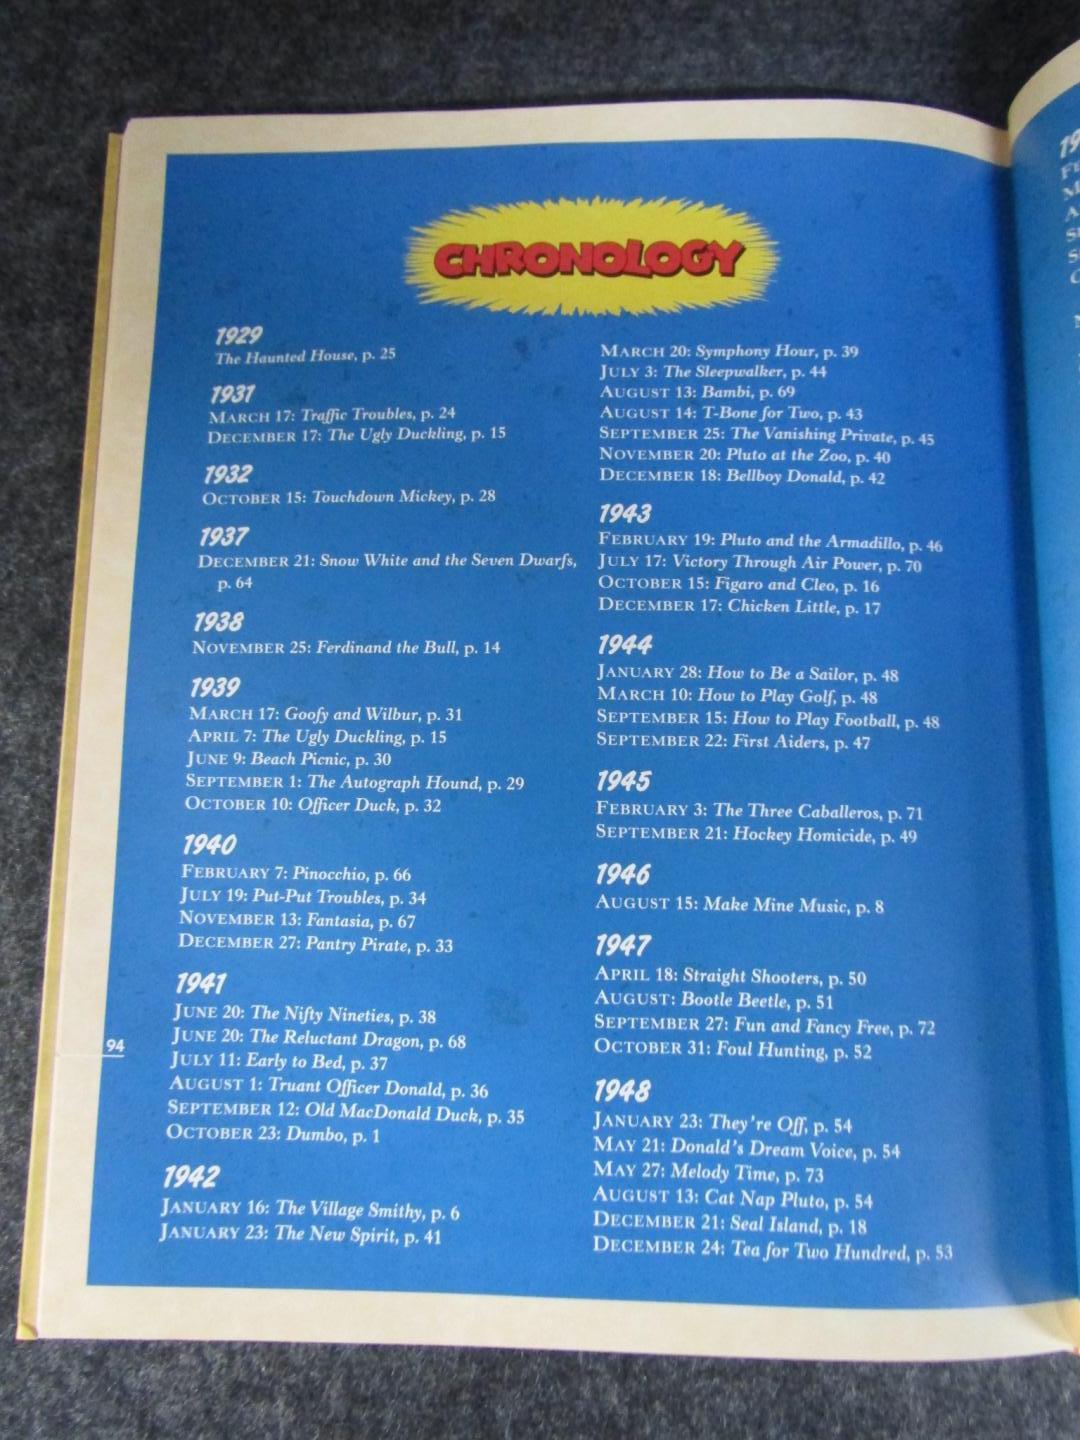 CHRONOLOGY
1929
The Haunted House, p. 25
1931
MARCH 17: Traffic Troubles, p. 24
DECEMBER 17: The Ugly Duckling, p. 15
1932
OCTOBER 15: Touchdown Mickey, p. 28
1937
DECEMBER 21: Snow White and the Seven Dwarfs,
p. 64
1938
NOVEMBER 25: Ferdinand the Bull, p. 14
1939
MARCH 17: Goofy and Wilbur, p. 31
APRIL 7: The Ugly Duckling, p. 15
JUNE 9: Beach Picnic, p. 30
SEPTEMBER 1: The Autograph Hound, p. 29
OCTOBER 10: Officer Duck, p. 32
1940
FEBRUARY 7: Pinocchio, p. 66
JULY 19: Put-Put Troubles, p. 34
NOVEMBER 13: Fantasia, p. 67
DECEMBER 27: Pantry Pirate, p. 33
1941
JUNE 20: The Nifty Nineties, p. 38
JUNE 20: The Reluctant Dragon, p. 68
JULY 11: Early to Bed, p. 37
AUGUST 1: Truant Officer Donald, p. 36
SEPTEMBER 12: Old MacDonald Duck, p. 35
OCTOBER 23: Dumbo, p. 1
1942
JANUARY 16: The Village Smithy, p. 6
JANUARY 23: The New Spirit, p. 41
MARCH 20: Symphony Hour, p. 39
JULY 3: The Sleepwalker, p. 44
AUGUST 13: Bambi, p. 69
AUGUST 14: T-Bone for Two, p. 43
SEPTEMBER 25: The Vanishing Private, p. 45
NOVEMBER 20: Pluto at the Zoo, p. 40
DECEMBER 18: Bellboy Donald, p. 42
1943
FEBRUARY 19: Pluto and the Armadillo, p. 46
JULY 17: Victory Through Air Power, p. 70
OCTOBER 15: Figaro and Cleo, p. 16
DECEMBER 17: Chicken Little, p. 17
1944
JANUARY 28: How to Be a Sailor, p. 48
MARCH 10: How to Play Golf, p. 48
SEPTEMBER 15: How to Play Football, p. 48
SEPTEMBER 22: First Aiders, p. 47
1945
FEBRUARY 3: The Three Caballeros, p. 71
SEPTEMBER 21: Hockey Homicide, p. 49
1946
AUGUST 15: Make Mine Music, p. 8
1947
APRIL 18: Straight Shooters, p. 50
AUGUST: Bootle Beetle, p. 51
SEPTEMBER 27: Fun and Fancy Free, p. 72
OCTOBER 31: Foul Hunting, p. 52
1948
JANUARY 23: They're Off, p. 54
MAY 21: Donald's Dream Voice, p. 54
MAY 27: Melody Time, p. 73
AUGUST 13: Cat Nap Pluto, p. 54
DECEMBER 21: Seal Island, p. 18
DECEMBER 24: Tea for Two Hundred, p. 53
94